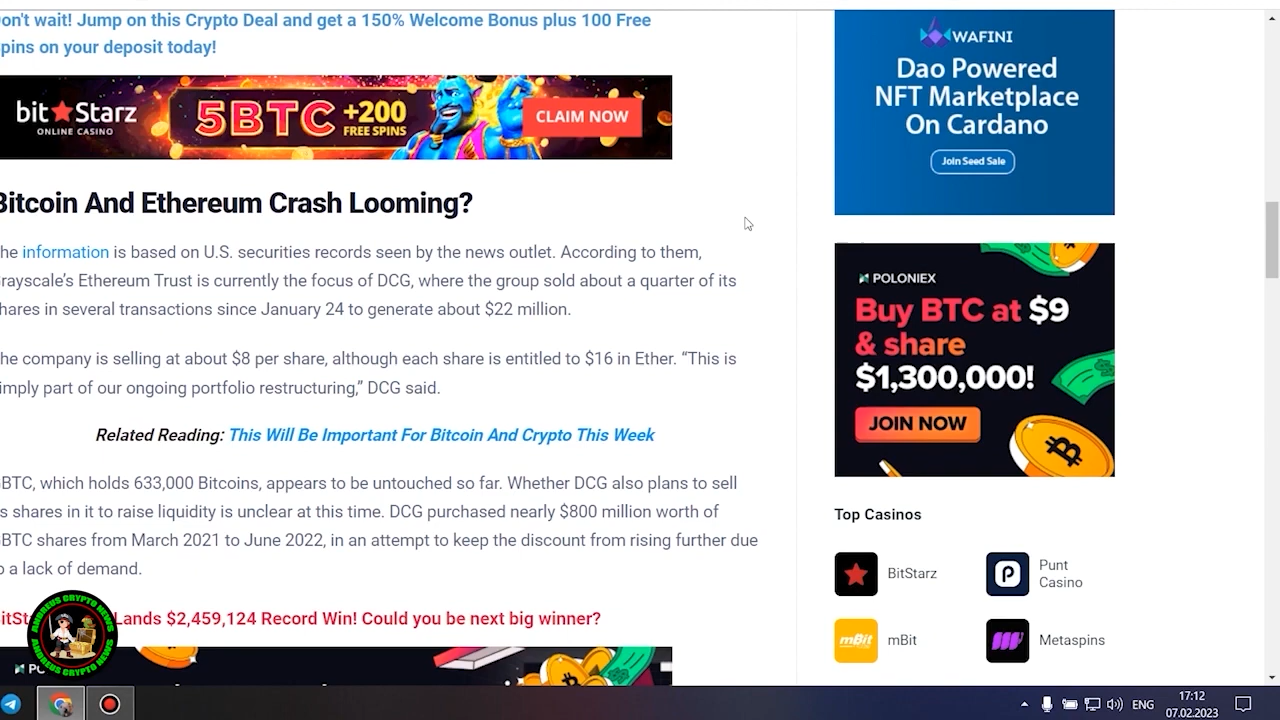 on't wait! Jump on this Crypto Deal and get a 150% Welcome Bonus plus 100 Free
pins on your deposit today!
bit Starz
ONLINE CASINO
5BTC +200
FREE SPINS
CLAIM NOW
Bitcoin And Ethereum Crash Looming?
he information is based on U.S. securities records seen by the news outlet. According to them,
rayscale's Ethereum Trust is currently the focus of DCG, where the group sold about a quarter of its
hares in several transactions since January 24 to generate about $22 million.
he company is selling at about $8 per share, although each share is entitled to $16 in Ether. “This is
imply part of our ongoing portfolio restructuring,” DCG said.
Related Reading: This Will Be Important For Bitcoin And Crypto This Week
BTC, which holds 633,000 Bitcoins, appears to be untouched so far. Whether DCG also plans to sell
s shares in it to raise liquidity is unclear at this time. DCG purchased nearly $800 million worth of
BTC shares from March 2021 to June 2022, in an attempt to keep the discount from rising further due
o a lack of demand.
itSt Lands $2,459,124 Record Win! Could you be next big winner?
ANDREUS CRYPTO NEWS
ANDREUS CRYPTO NEWS
WAFINI
Dao Powered
NFT Marketplace
On Cardano
Join Seed Sale
POLONIEX
Buy BTC at $9
& share
$1,300,000!
JOIN NOW
Top Casinos
BitStarz
Punt
Casino
mBit
mBit
Metaspins
ENG
17:12
07.02.2023